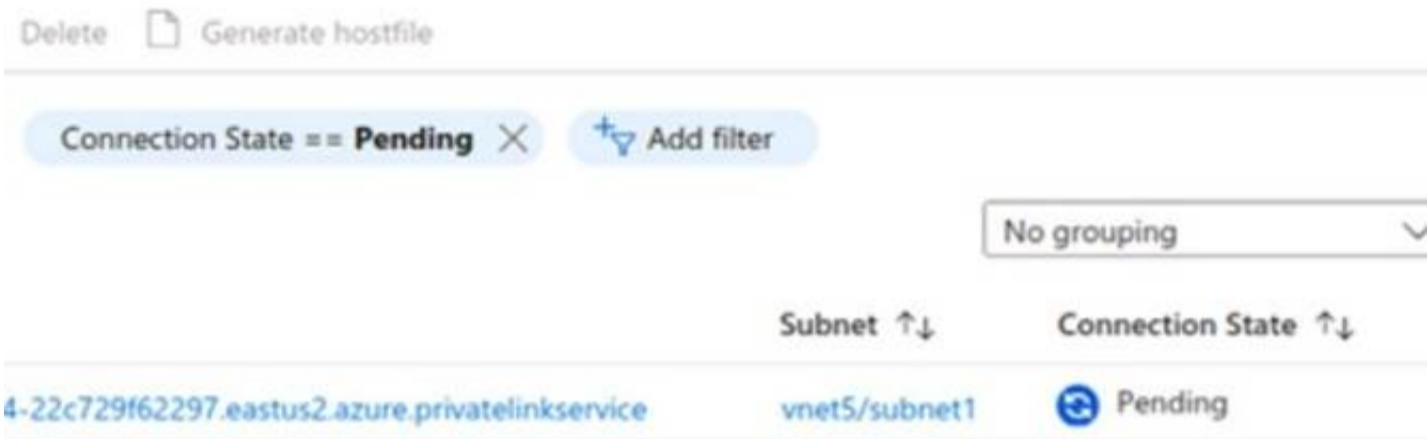 Delete Generate hostfile
Connection State == Pending Add filter
No grouping
Subnet ↑↓ Connection State ↑↓
4-22c729f62297.eastus2.azure.privatelinkservice vnet5/subnet1 Pending